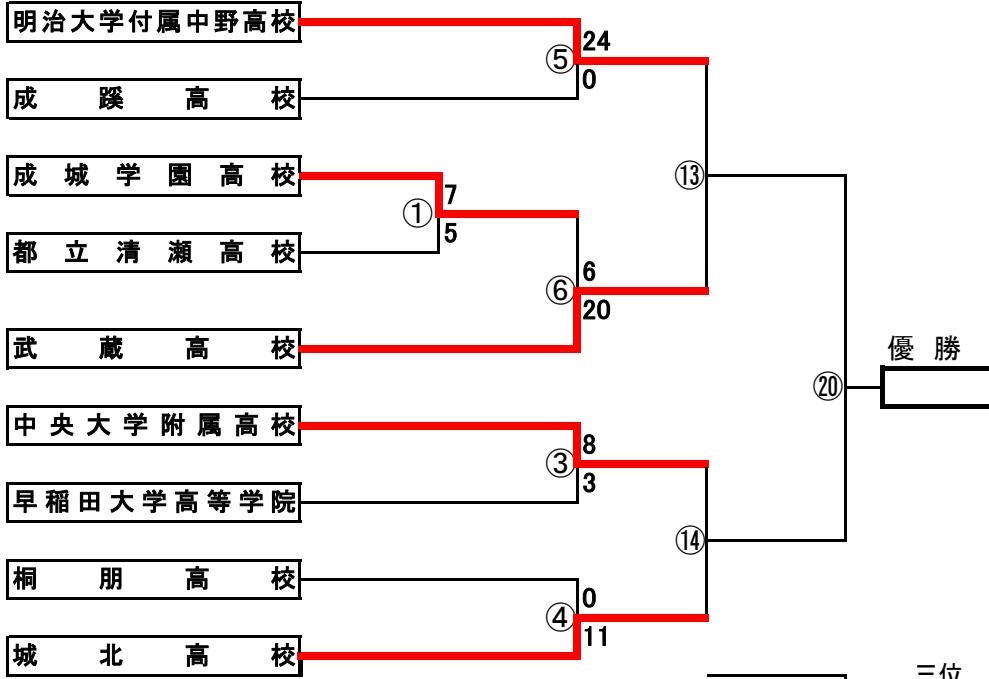 明治大学付属中野高校
24
⑤
0
成蹊高校
成城学園高校
7
①
5
⑬
都立清瀬高校
6
⑥
20
武蔵高校
優勝
⑳
中央大学附属高校
8
③
3
早稲田大学高等学院
⑭
桐朋高校
0
④
11
城北高校
三位